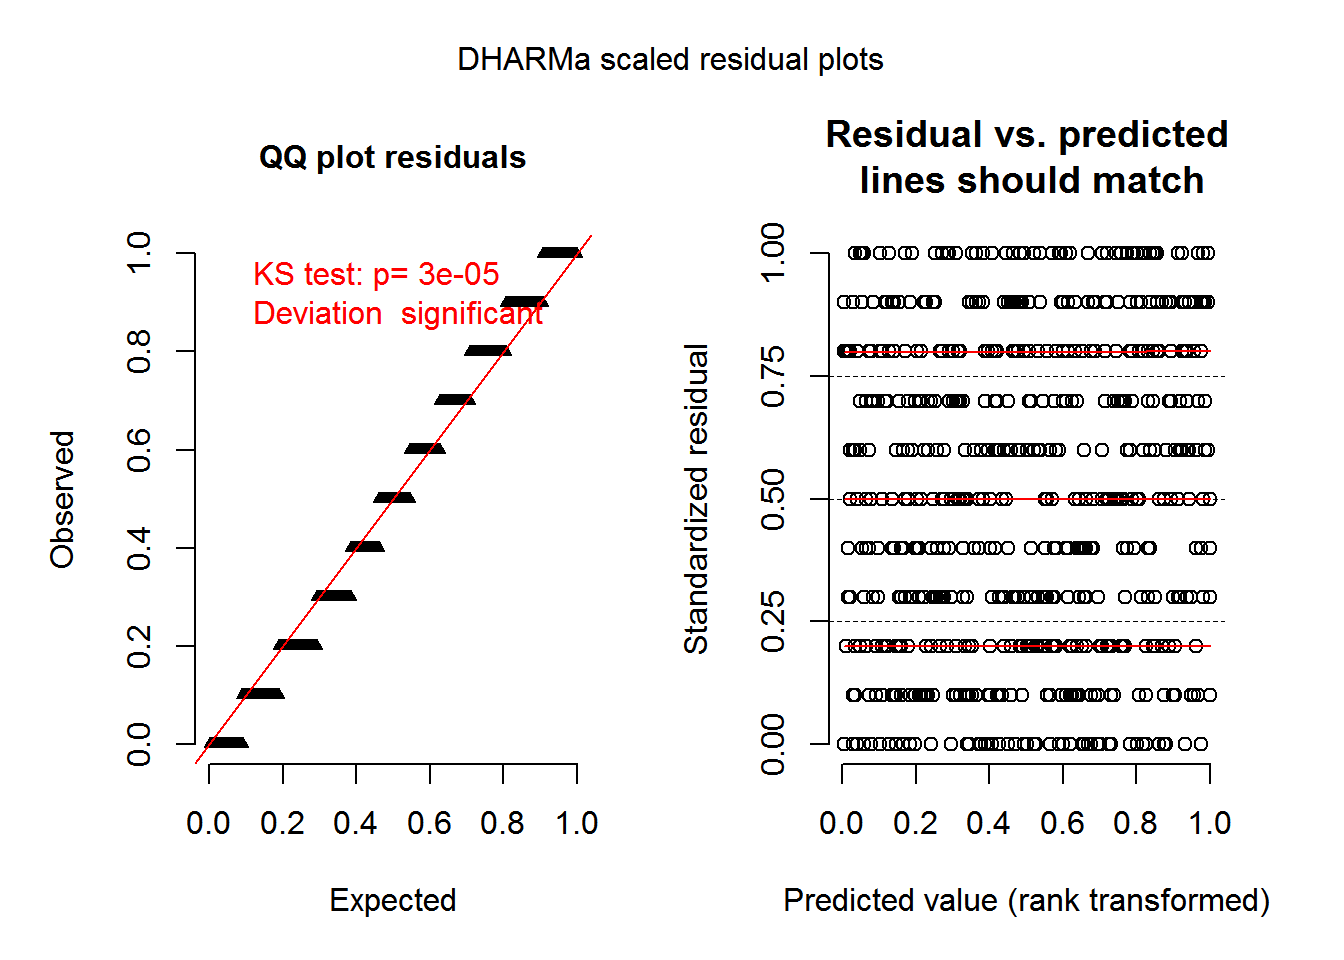 DHARMa scaled residual plots
QQ plot residuals
KS test: p= 3e-05
Deviation  significant
Observed
0.0 0.2 0.4 0.6 0.8 1.0
0.0 0.2 0.4 0.6 0.8 1.0
Expected
Residual vs. predicted
lines should match
Standardized residual
0.00 0.25 0.50 0.75 1.00
0.0 0.2 0.4 0.6 0.8 1.0
Predicted value (rank transformed)